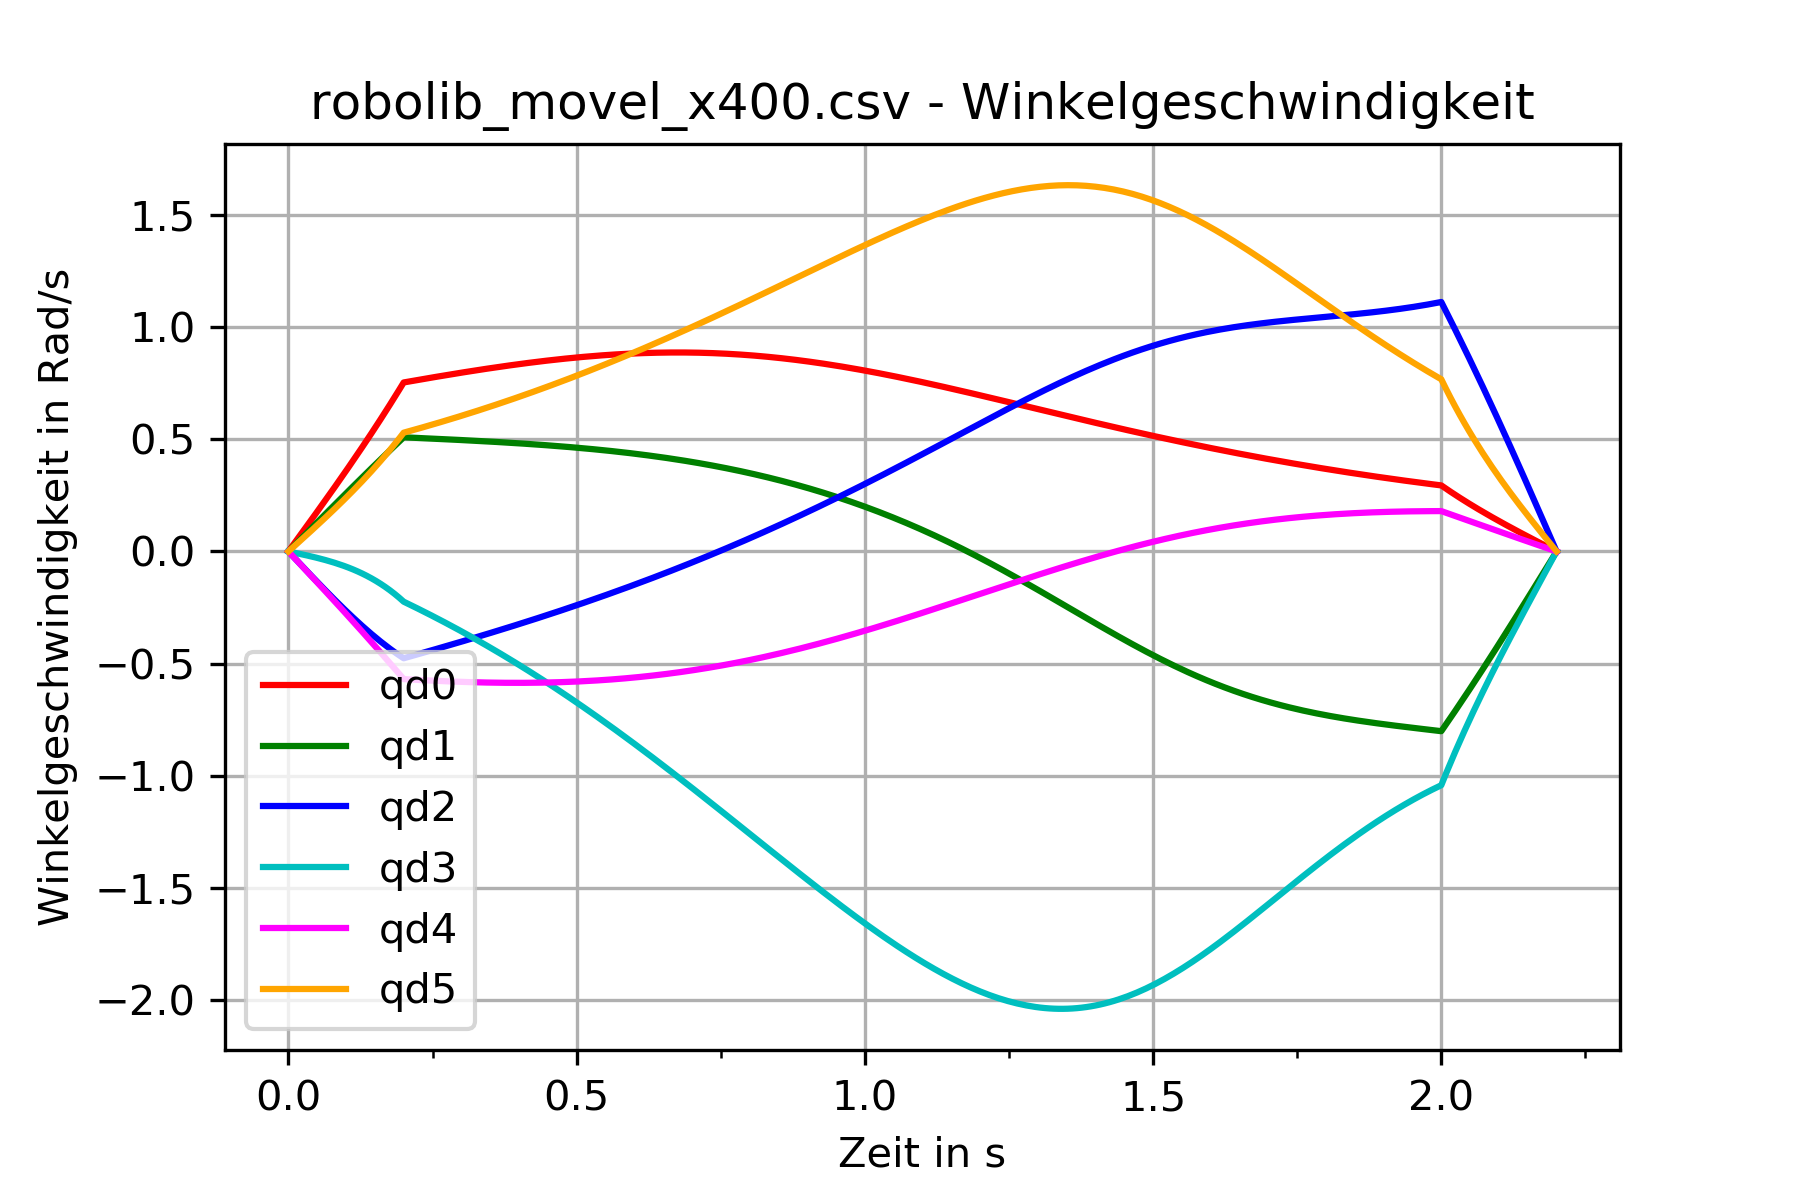 robolib_movel_x400.csv - Winkelgeschwindigkeit
Winkelgeschwindigkeit in Rad/s
1.5
1.0
0.5
0.0
−0.5
−1.0
−1.5
−2.0
qd0
qd1
qd2
qd3
qd4
qd5
0.0 0.5 1.0 1.5 2.0
Zeit in s